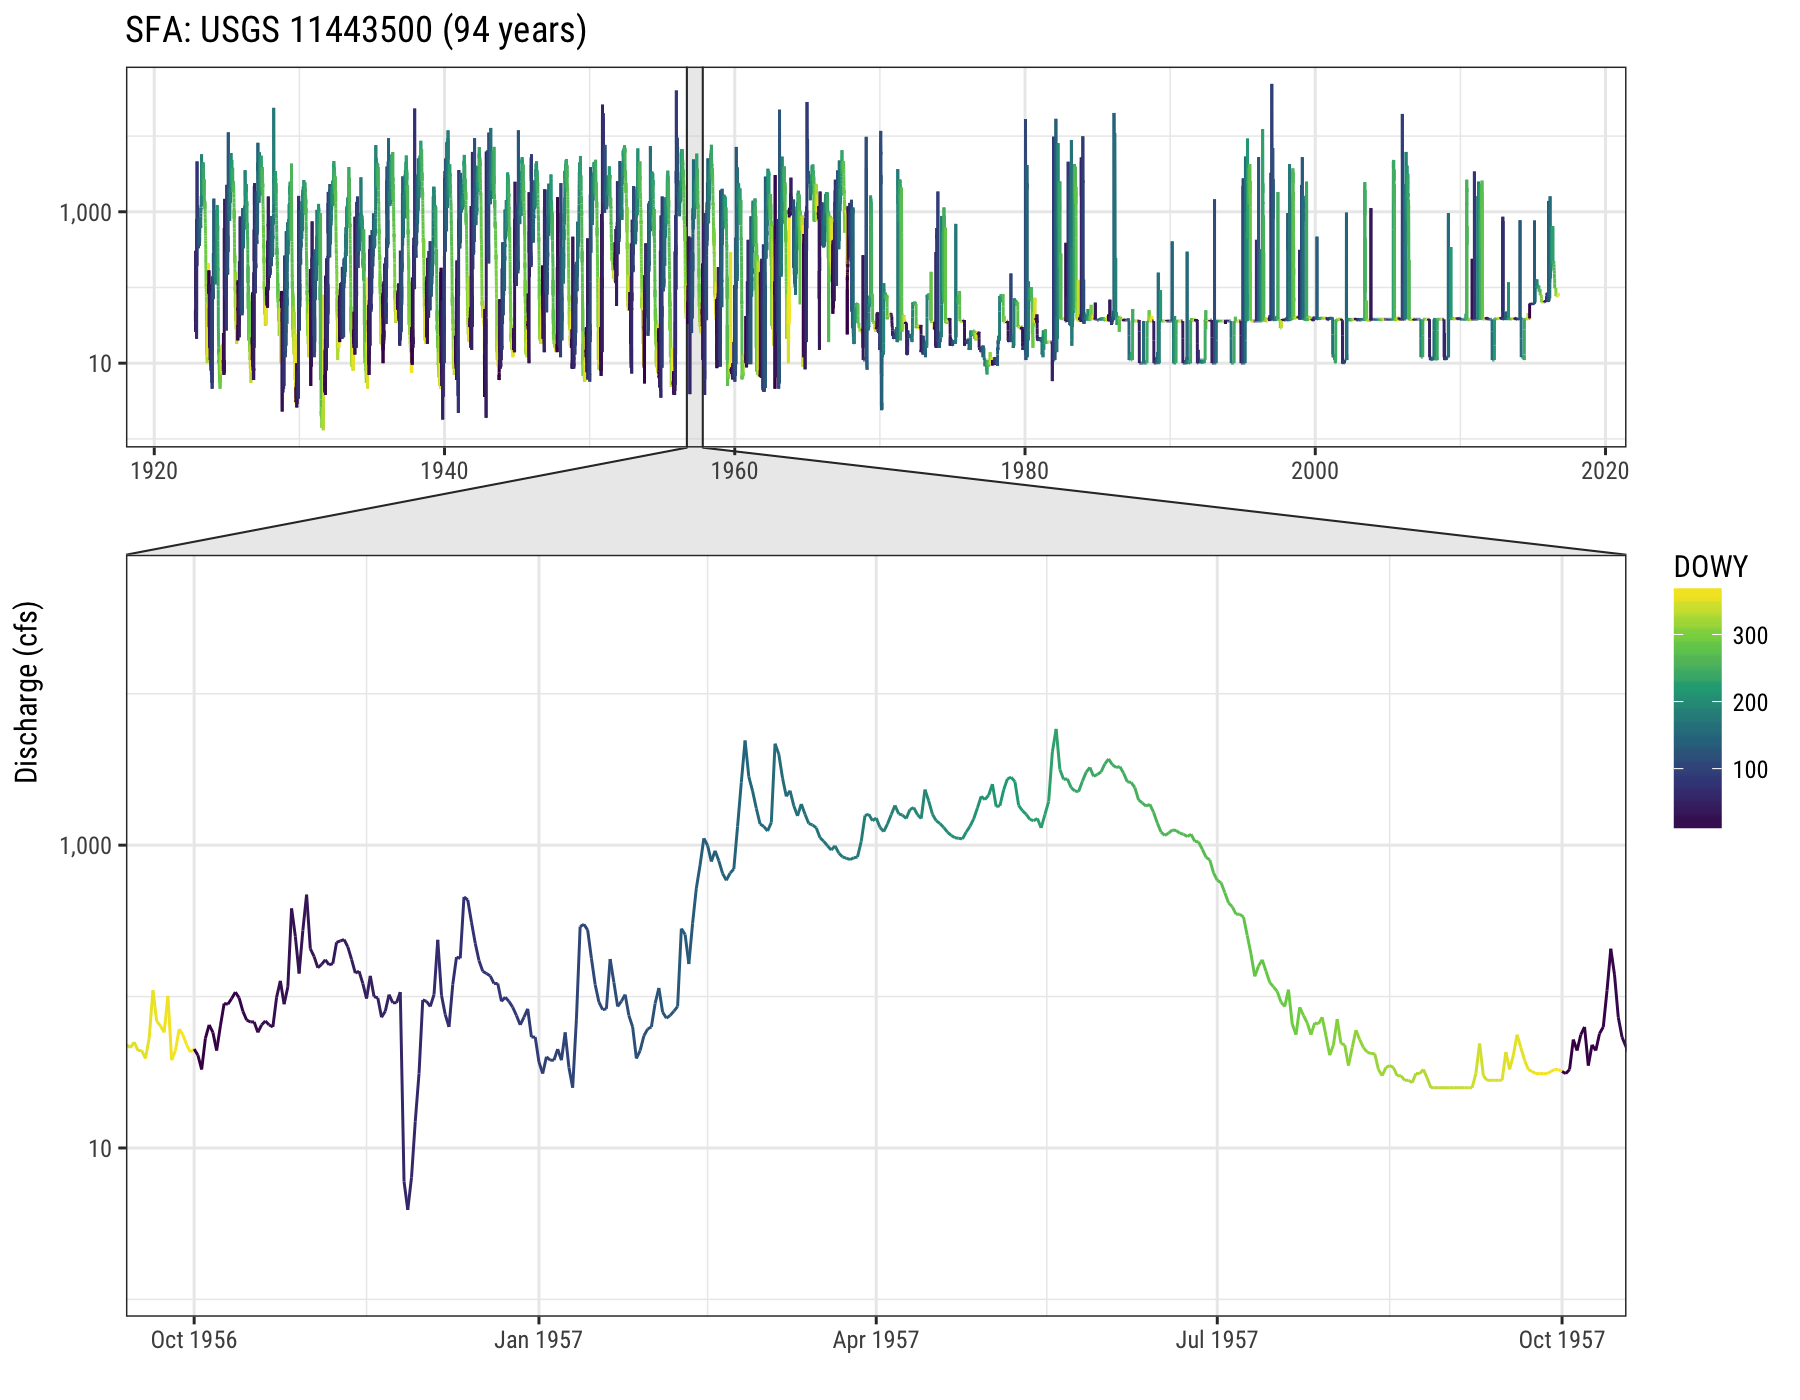 SFA: USGS 11443500 (94 years)
1,000
10
1920 1940 1960 1980 2000 2020
Discharge (cfs)
DOWY
300
200
100
1,000
10
Oct 1956 Jan 1957 Apr 1957 Jul 1957 Oct 1957